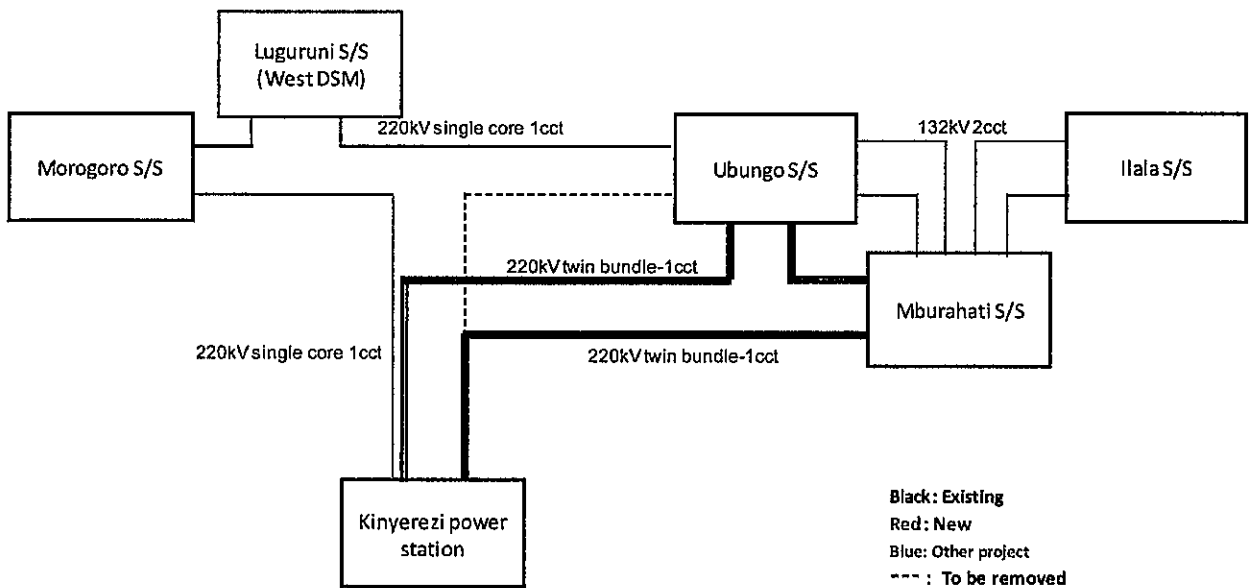 Luguruni S/S
(West DSM)
Morogoro S/S
220kV single core 1cct
Ubungo S/S
132kV 2cct
Ilala S/S
220kV twin bundle-1cct
Mburahati S/S
220kV single core 1cct
220kV twin bundle-1cct
Kinyerezi power
station
Black: Existing
Red: New
Blue: Other project
---: To be removed